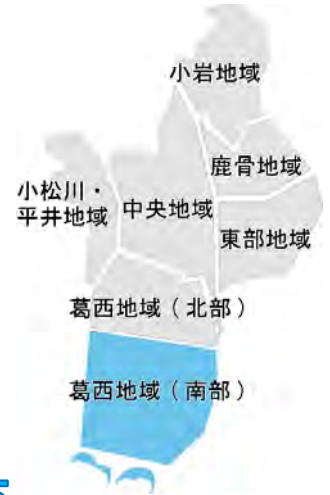 小岩地域
鹿骨地域
小松川・
平井地域
中央地域
東部地域
葛西地域（北部）
葛西地域（南部）